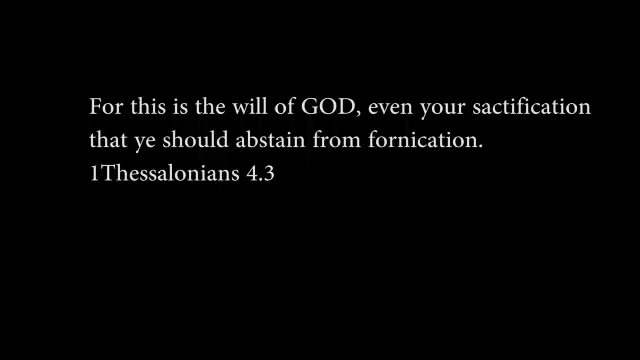 For this is the will of GOD, even your sactification
that ye should abstain from fornication.
1Thessalonians 4.3